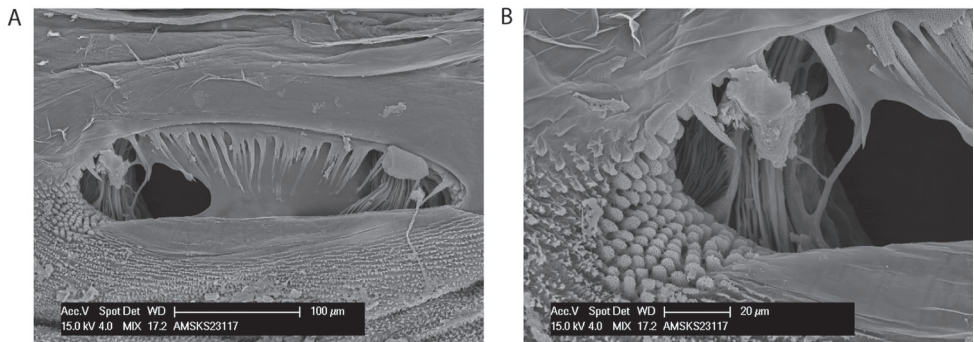 A
Acc.V Spot Det WD 100 µm
15.0 kV 4.0 MIX 17.2 AMSKS23117
B
Acc.V Spot Det WD 20 µm
15.0 kV 4.0 MIX 17.2 AMSKS23117